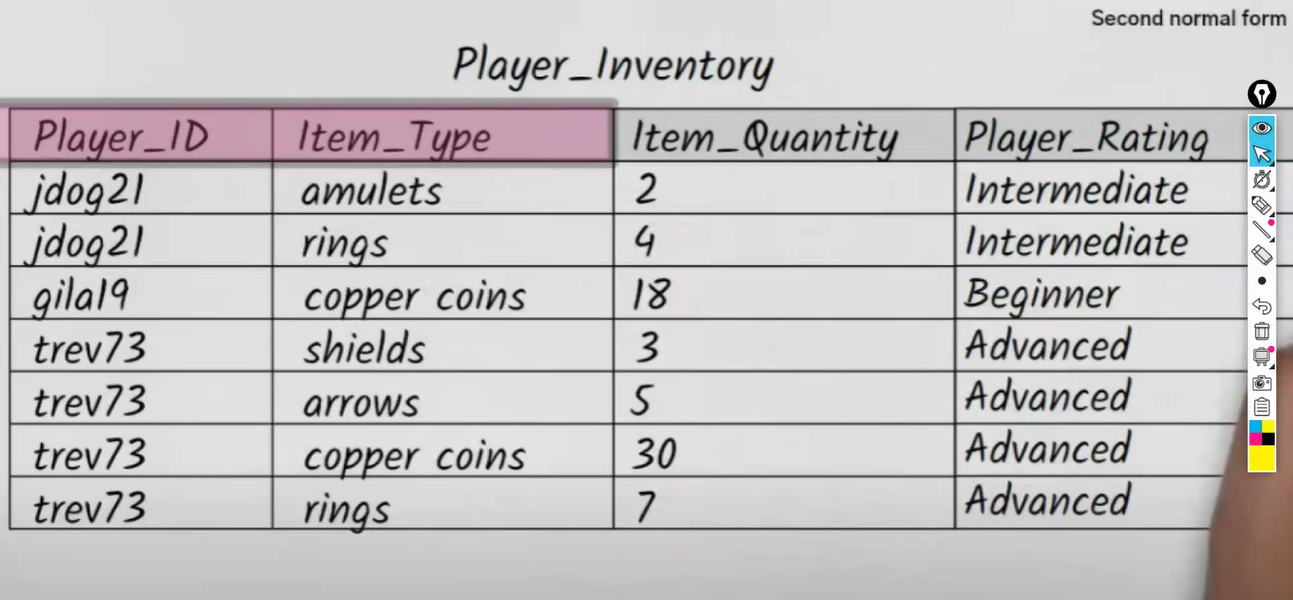 Second normal form
Player_Inventory
Player_ID Item_Type Item_Quantity Player_Rating
jdog21 amulets 2 Intermediate
jdog21 rings 4 Intermediate
gila19 copper coins 18 Beginner
trev73 shields 3 Advanced
trev73 arrows 5 Advanced
trev73 copper coins 30 Advanced
trev73 rings 7 Advanced